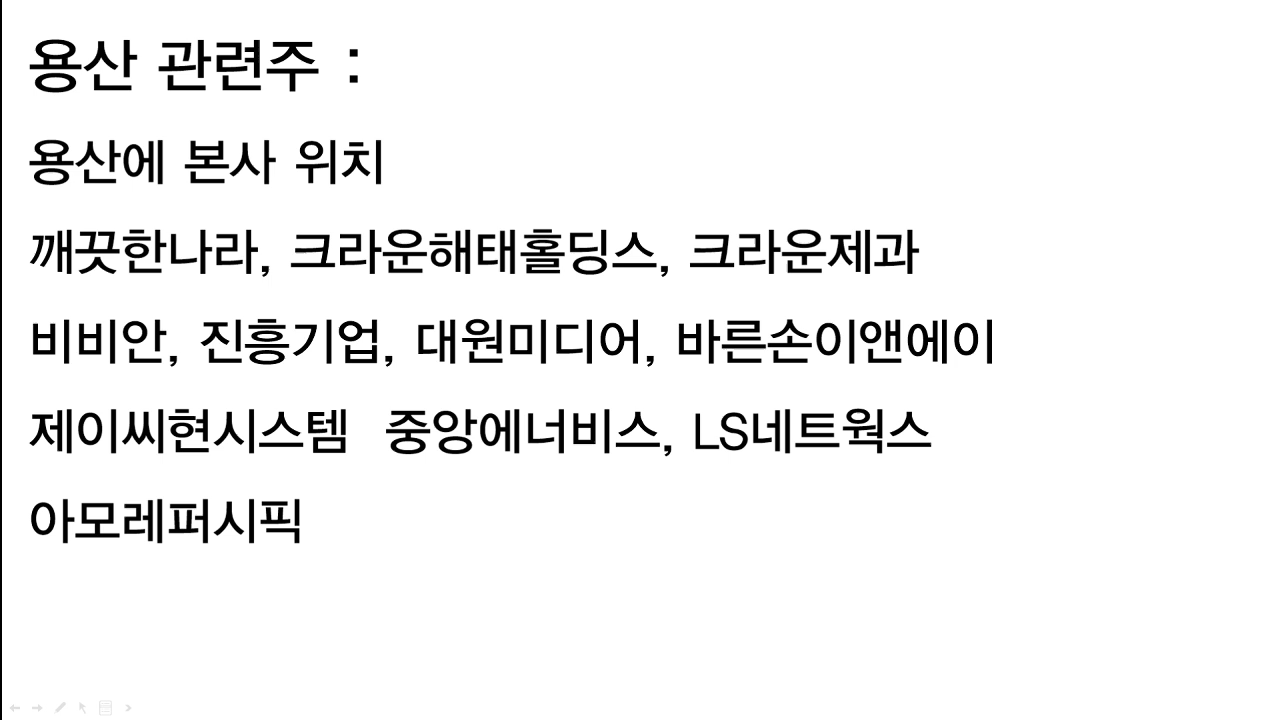 용산 관련주 :
용산에 본사 위치
깨끗한나라, 크라운해태홀딩스, 크라운제과
비비안, 진흥기업, 대원미디어, 바른손이앤에이
제이씨현시스템 중앙에너비스, LS네트웍스
아모레퍼시픽